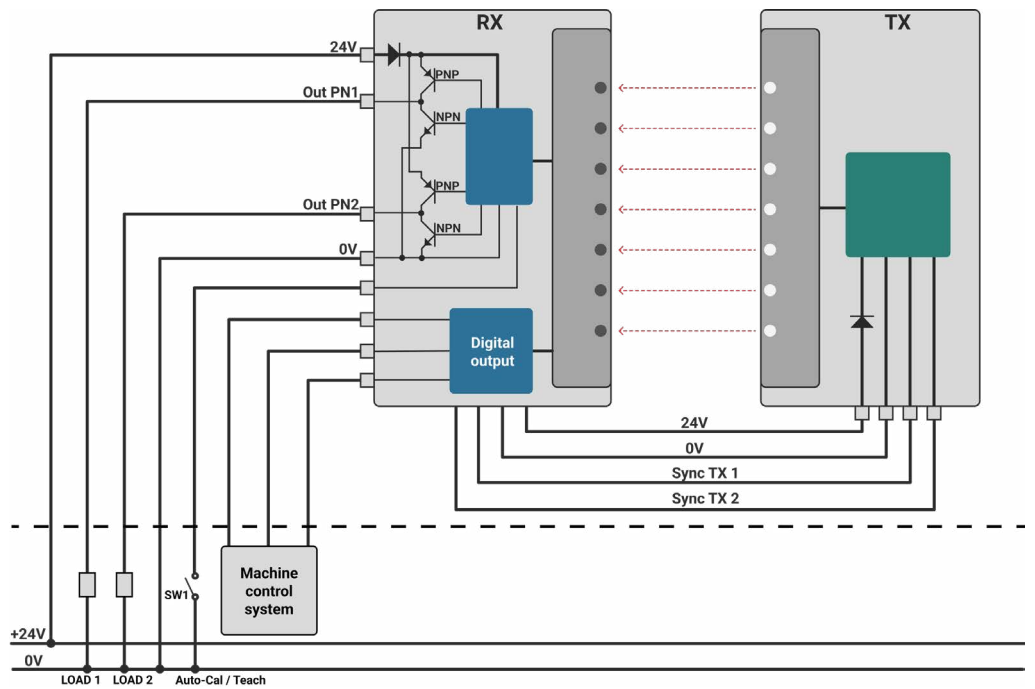 RX
TX
24V
PNP
Out PN1
NPN
PNP
Out PN2
NPN
0V
Digital
output
24V
0V
Sync TX 1
Sync TX 2
Machine
control
system
SW1
+24V
0V
LOAD 1
LOAD 2
Auto-Cal / Teach